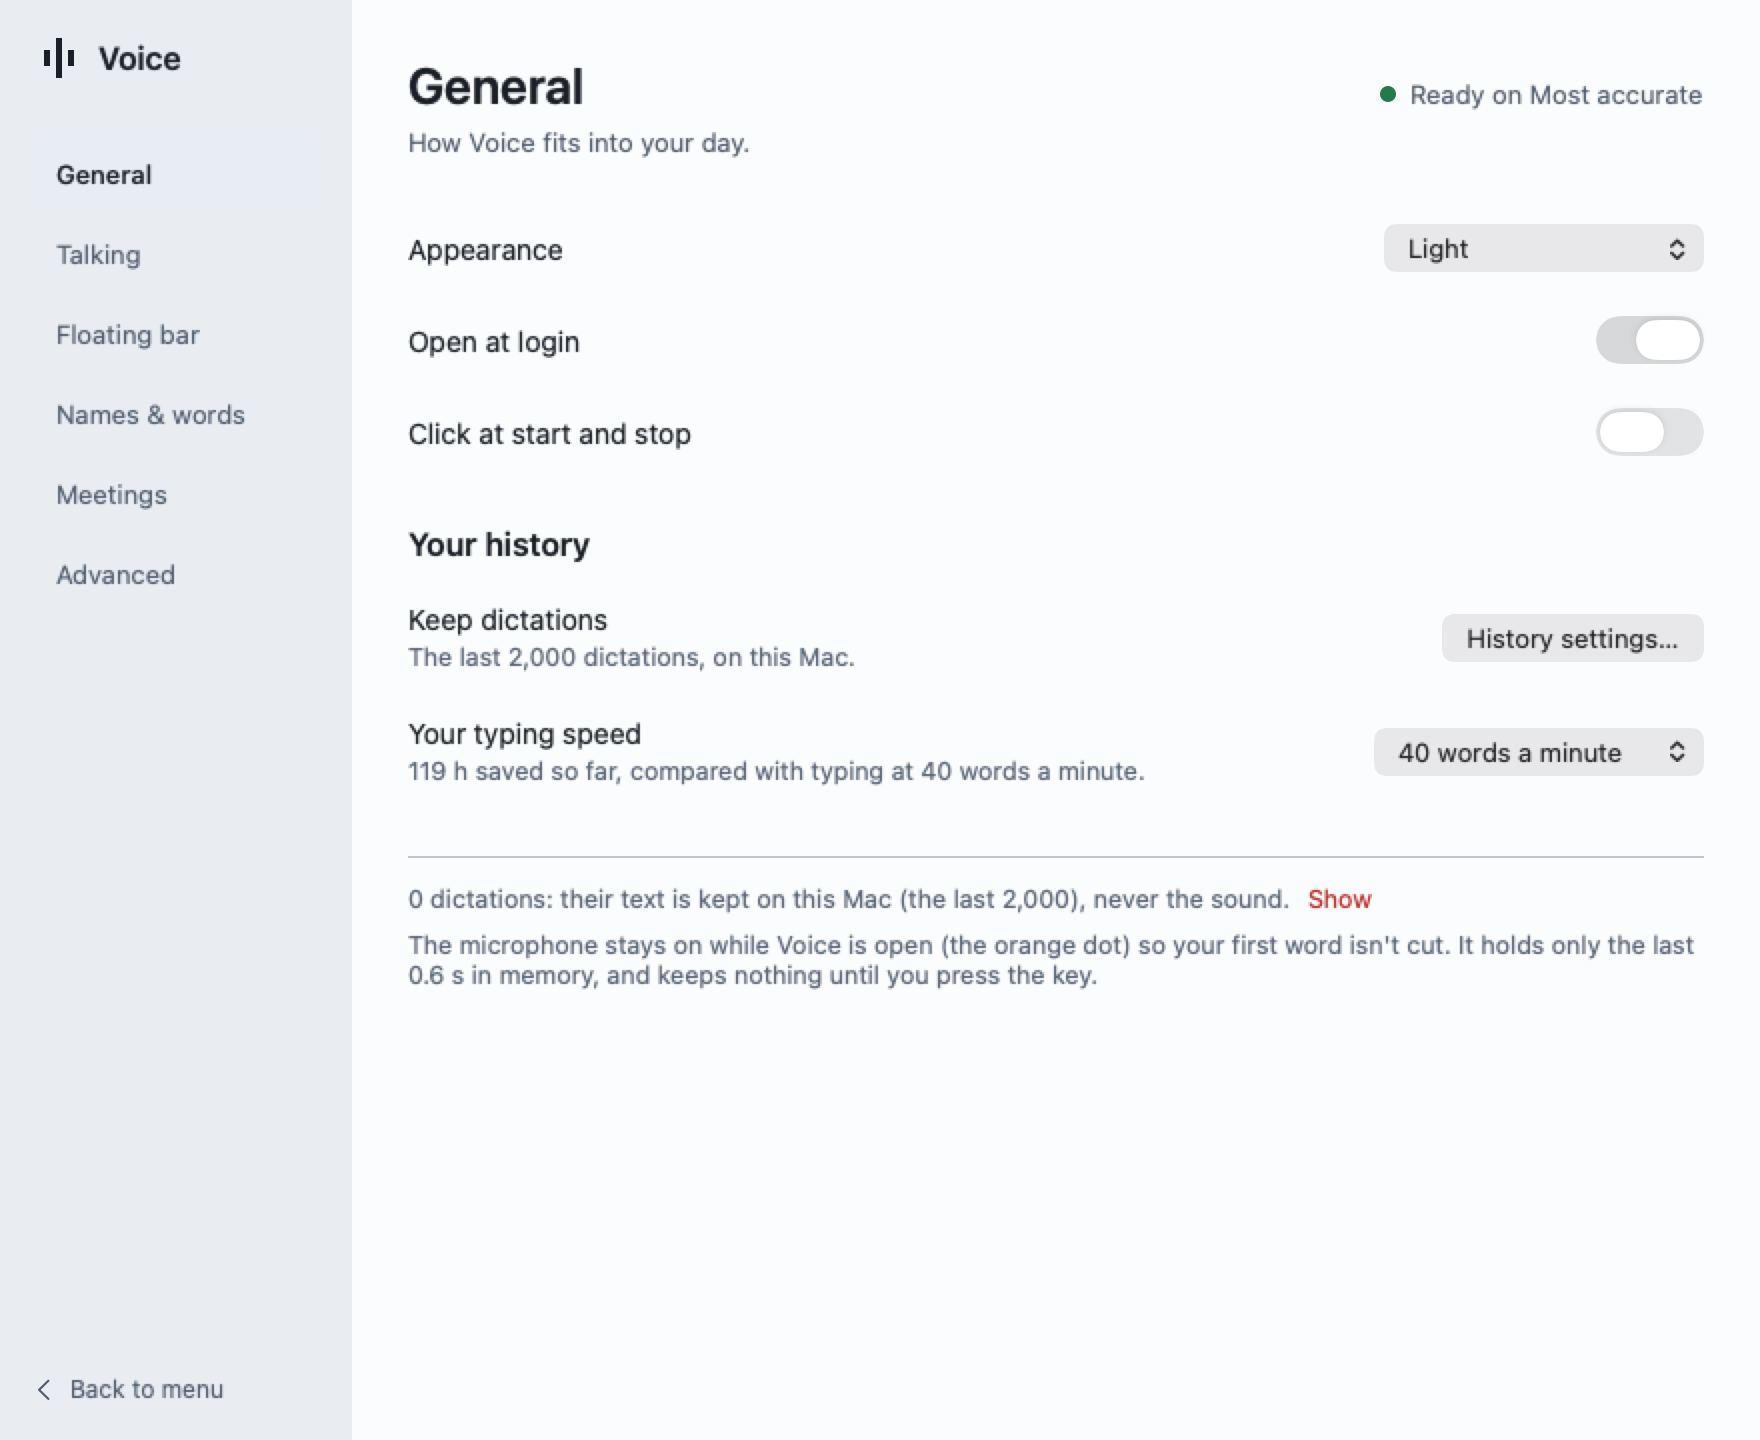 Voice
General
Talking
Floating bar
Names & words
Meetings
Advanced
Back to menu
General
Ready on Most accurate
How Voice fits into your day.
Appearance
Light
Open at login
Click at start and stop
Your history
Keep dictations
The last 2,000 dictations, on this Mac.
History settings...
Your typing speed
119 h saved so far, compared with typing at 40 words a minute.
40 words a minute
0 dictations: their text is kept on this Mac (the last 2,000), never the sound. Show
The microphone stays on while Voice is open (the orange dot) so your first word isn't cut. It holds only the last
0.6 s in memory, and keeps nothing until you press the key.